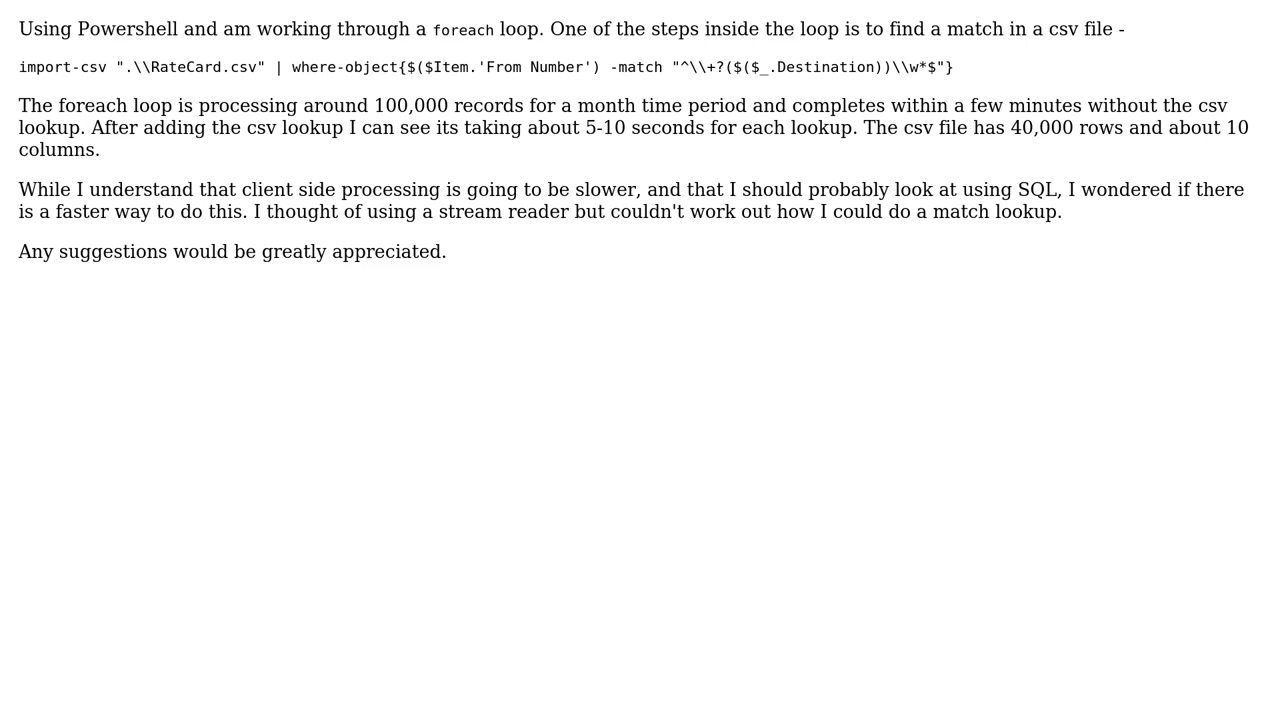 Using Powershell and am working through a foreach loop. One of the steps inside the loop is to find a match in a csv file -
import-csv ".\\RateCard.csv" | where-object{$($Item.'From Number') -match "^\\+?($($_.Destination))\\w*$"}
The foreach loop is processing around 100,000 records for a month time period and completes within a few minutes without the csv
lookup. After adding the csv lookup I can see its taking about 5-10 seconds for each lookup. The csv file has 40,000 rows and about 10
columns.
While I understand that client side processing is going to be slower, and that I should probably look at using SQL, I wondered if there
is a faster way to do this. I thought of using a stream reader but couldn't work out how I could do a match lookup.
Any suggestions would be greatly appreciated.